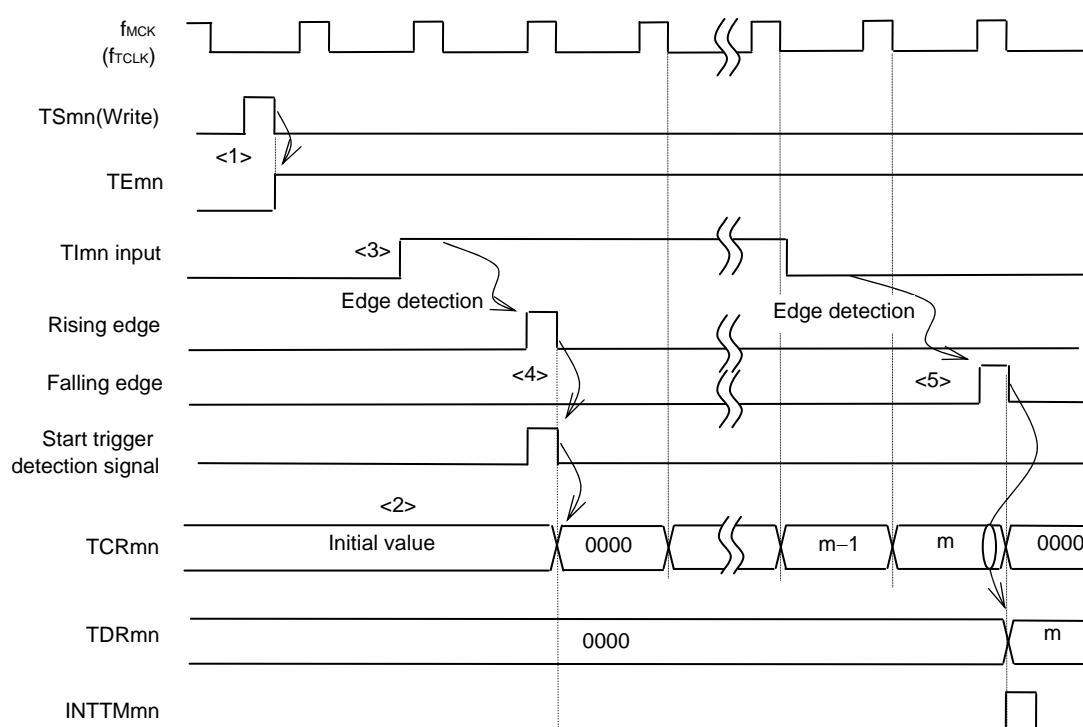 fMCK
(fTCLK)
TSmn(Write)
<1>
TEmn
TImn input
<3>
Edge detection
Edge detection
Rising edge
<4>
Falling edge
<5>
Start trigger
detection signal
<2>
TCRmn
Initial value
0000
m−1
m
0000
TDRmn
0000
m
INTTMmn